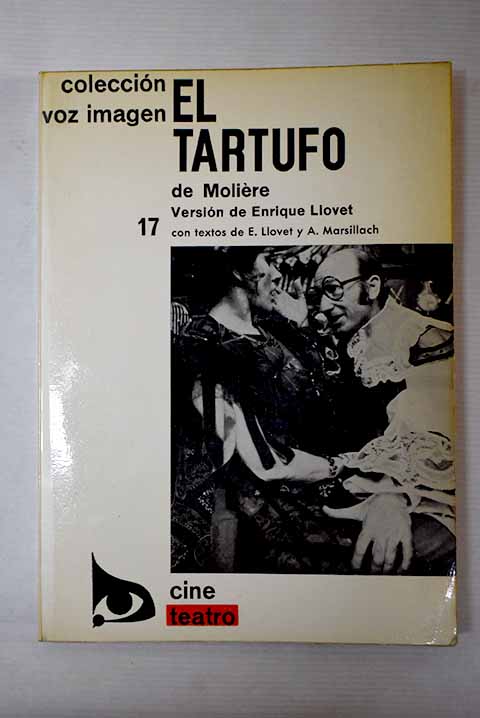 colección
voz imagen
EL
TARTUFO
de Molière
Versión de Enrique Llovet
17
con textos de E. Llovet y A. Marsillach
cine
teatro